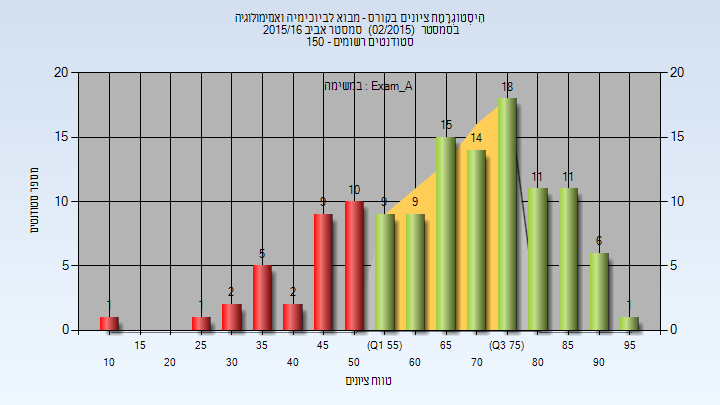 היסטוגרמת ציונים בקורס - מבוא לביוכימיה ואנזימולוגיה
בסמסטר (02/2015) סמסטר אביב 2015/16
סטודנטים רשומים - 150
במשימה : Exam_A
20 20
15 15
10 10
5 5
0 0
מספר סטודנטים
1 1 2 5 2 9 10 9 9 15 14 18 11 11 6 1
15 25 35 45 (Q1 55) 65 (Q3 75) 85 95
10 20 30 40 50 60 70 80 90
טווח ציונים